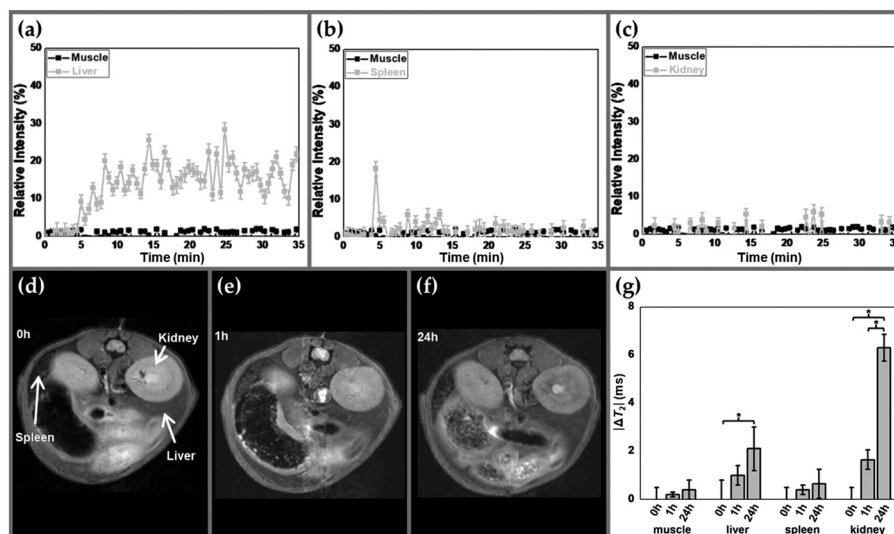 (a)
Muscle
Liver
Relative Intensity (%)
50
40
30
20
10
0
0 5 10 15 20 25 30 35
Time (min)
(b)
Muscle
Spleen
Relative Intensity (%)
50
40
30
20
10
0
0 5 10 15 20 25 30 35
Time (min)
(c)
Muscle
Kidney
Relative Intensity (%)
50
40
30
20
10
0
0 5 10 15 20 25 30 35
Time (min)
(d)
0h
Kidney
Spleen
Liver
(e)
1h
(f)
24h
(g)
|ΔT₂| (ms)
8
6
4
2
0
* * *
0h 1h 24h 0h 1h 24h 0h 1h 24h 0h 1h 24h
muscle liver spleen kidney